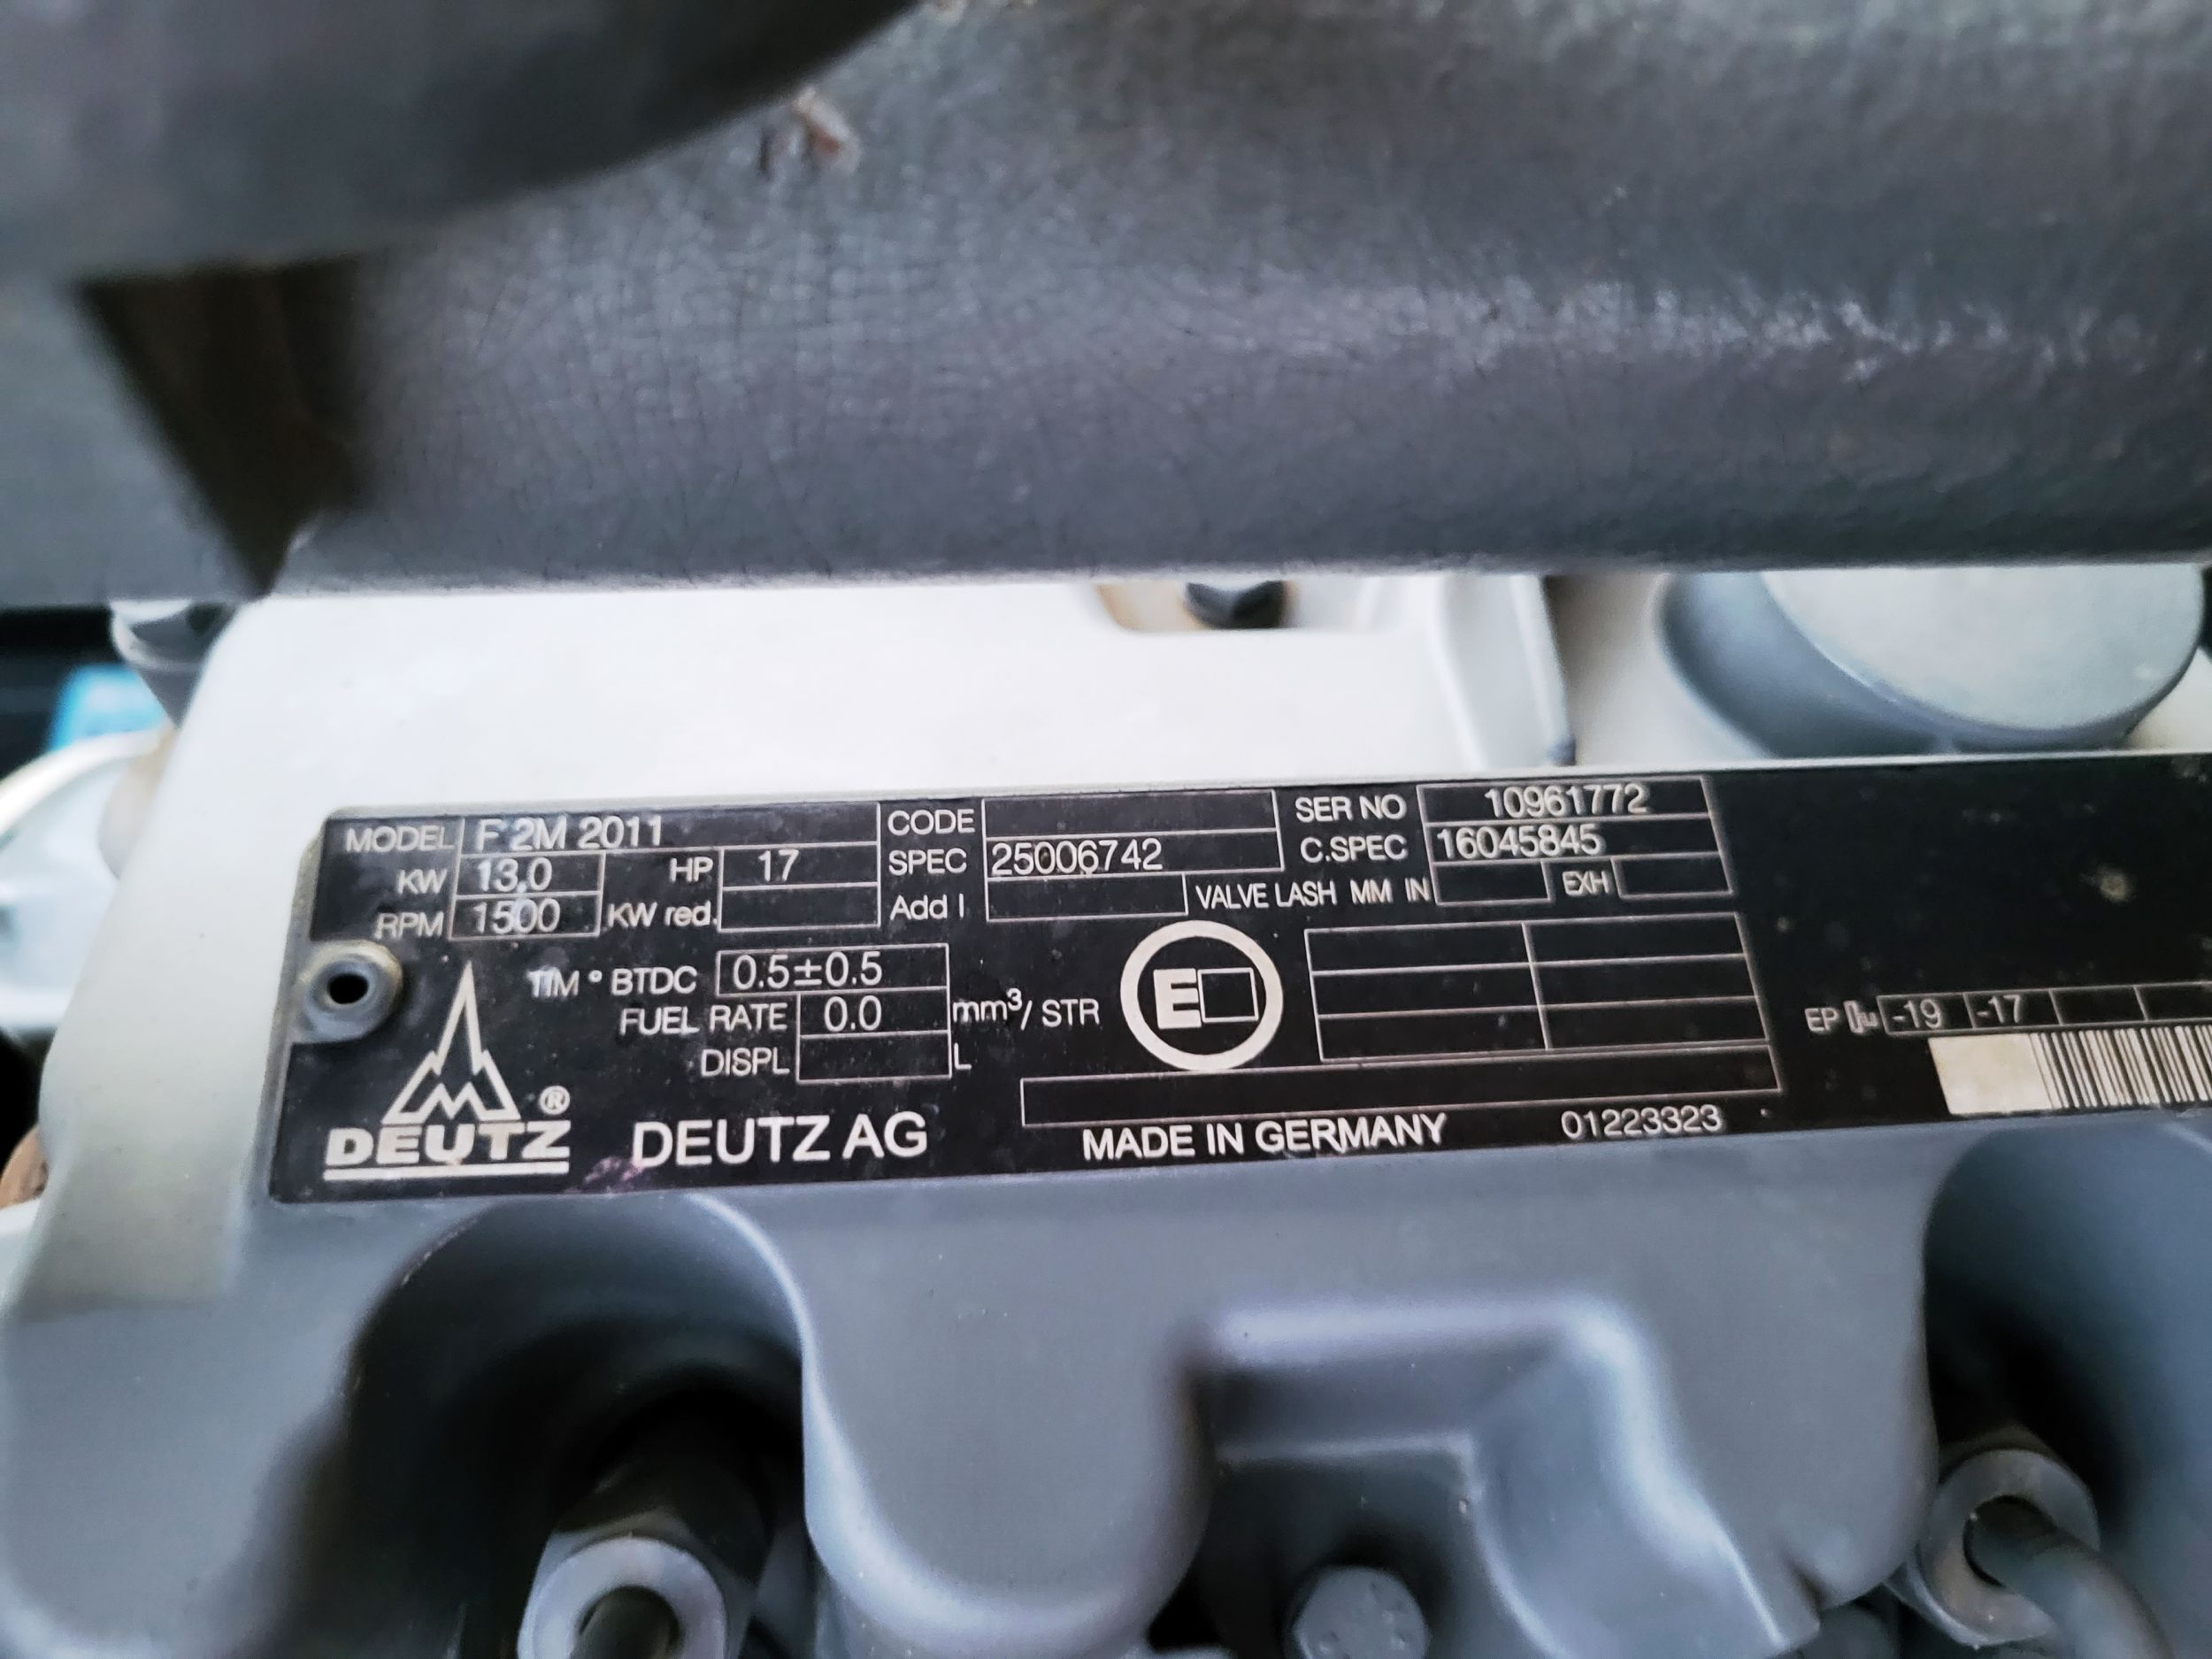 MODEL F 2M 2011 CODE SER NO 10961772
KW 13,0 HP 17 SPEC 25006742 C.SPEC 16045845
RPM 1500 KW red. Add I VALVE LASH MM IN EXH
TIM ° BTDC 0.5±0.5
FUEL RATE 0.0 mm³/ STR
DISPL L
E
EP -19 -17
DEUTZ ® DEUTZ AG MADE IN GERMANY 01223323